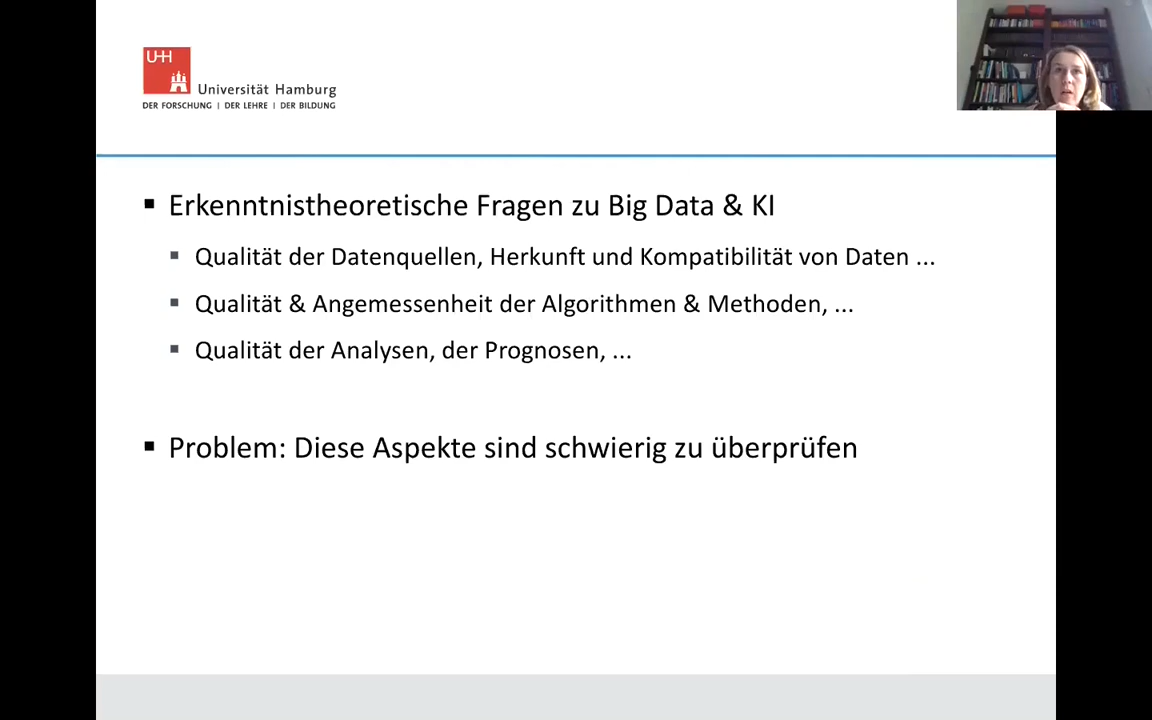 UH
Universität Hamburg
DER FORSCHUNG | DER LEHRE | DER BILDUNG
Erkenntnistheoretische Fragen zu Big Data & KI
Qualität der Datenquellen, Herkunft und Kompatibilität von Daten ...
Qualität & Angemessenheit der Algorithmen & Methoden, ...
Qualität der Analysen, der Prognosen, ...
Problem: Diese Aspekte sind schwierig zu überprüfen